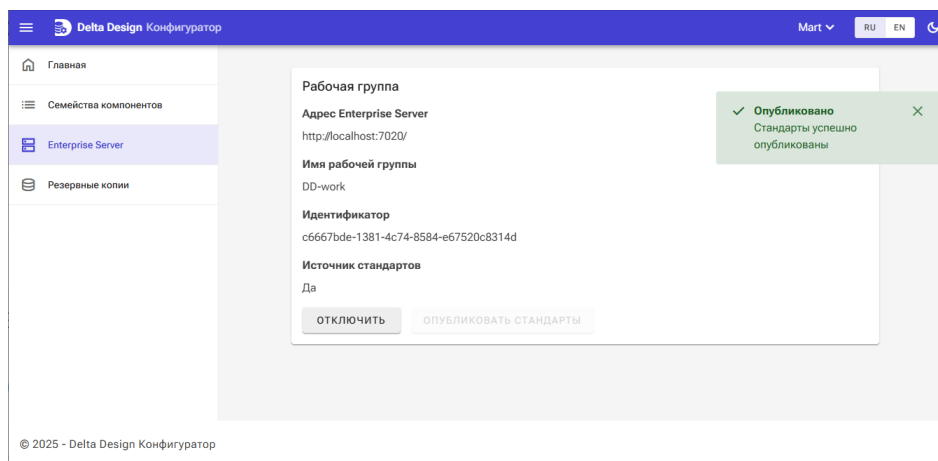 Delta Design Конфигуратор
Mart
RU EN
Главная
Семейства компонентов
Enterprise Server
Резервные копии
Рабочая группа
Адрес Enterprise Server
http://localhost:7020/
Имя рабочей группы
DD-work
Идентификатор
c6667bde-1381-4c74-8584-e67520c8314d
Источник стандартов
Да
ОТКЛЮЧИТЬ ОПУБЛИКОВАТЬ СТАНДАРТЫ
Опубликовано
Стандарты успешно
опубликованы
© 2025 - Delta Design Конфигуратор